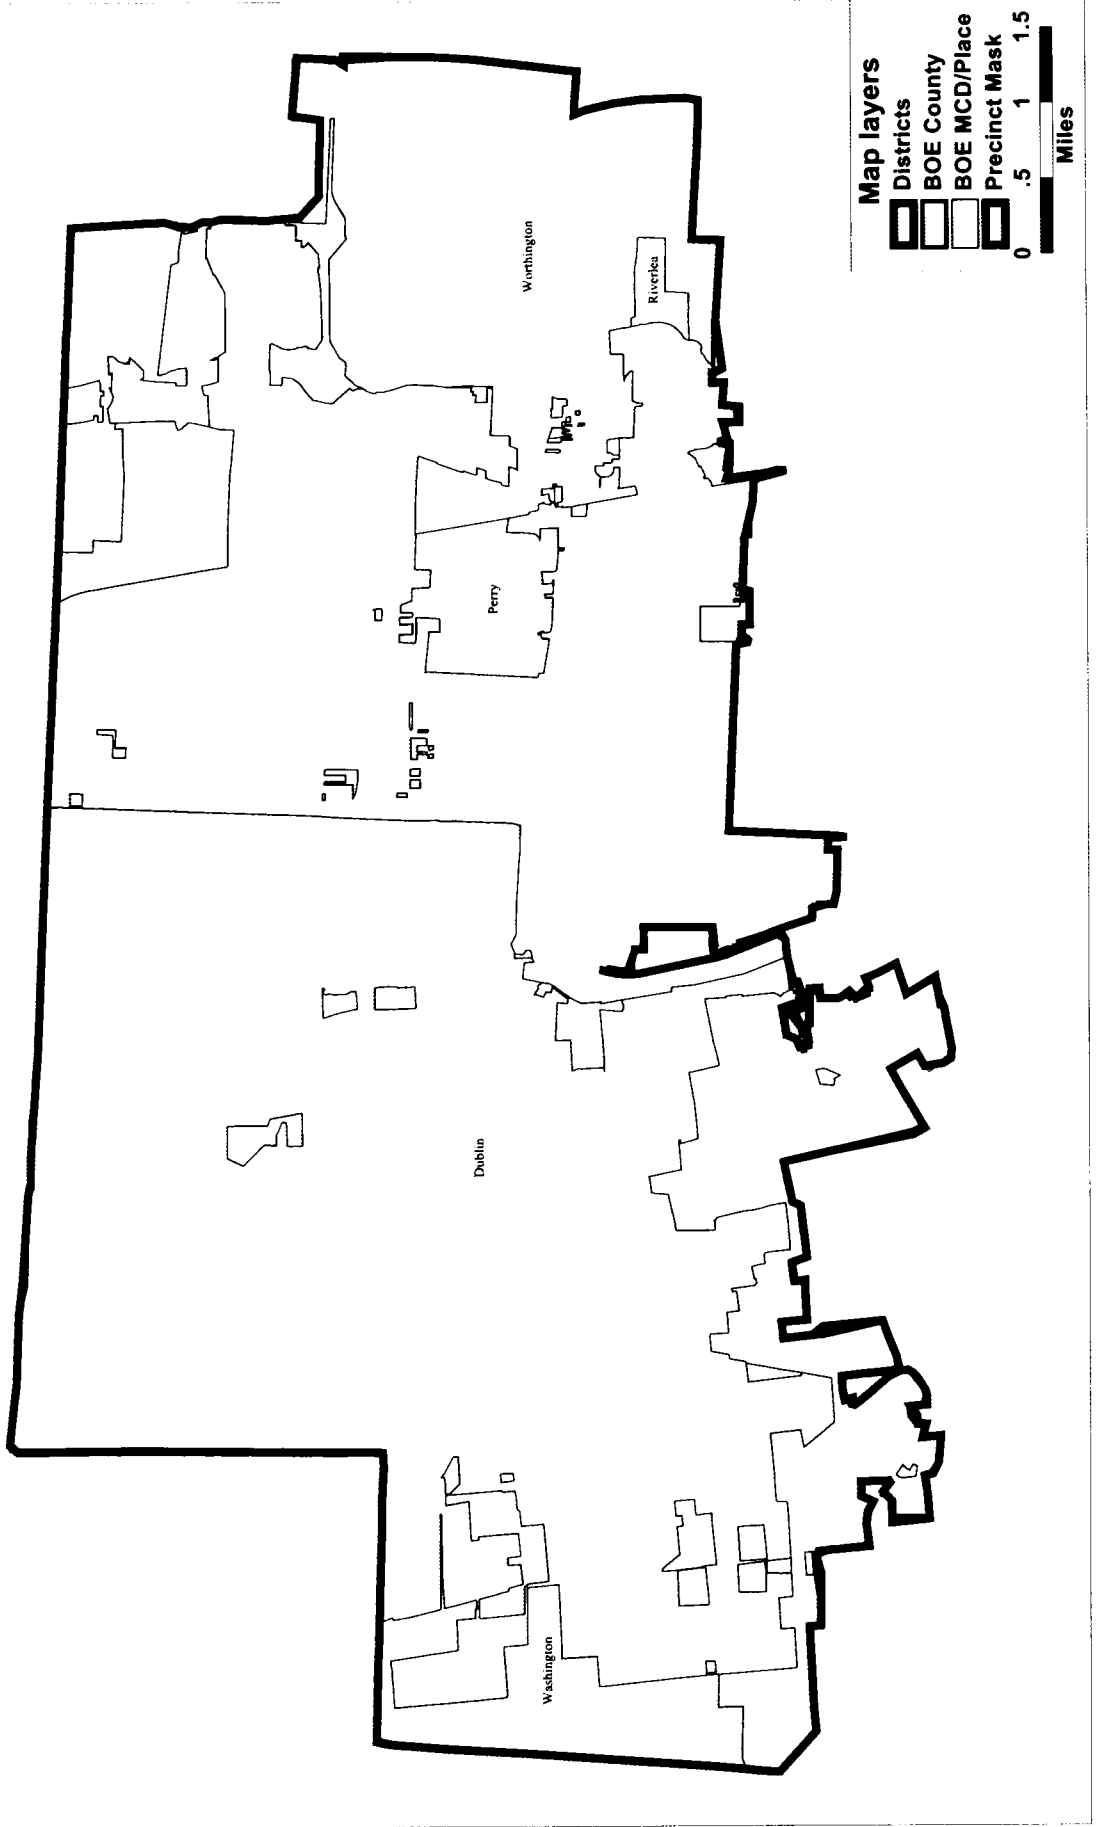 Worthington
Riverlea
Perry
Dublin
Washington
Map layers
Districts
BOE County
BOE MCD/Place
Precinct Mask
0 .5 1 1.5
Miles